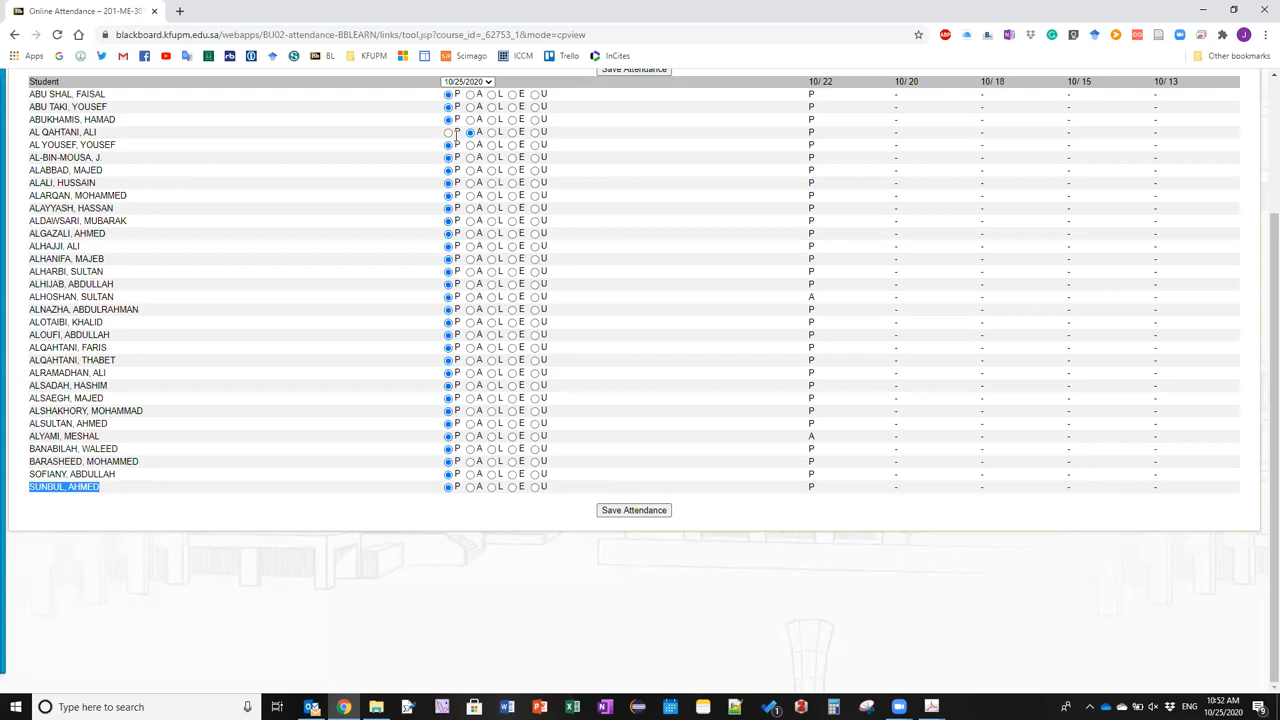 Online Attendance – 201-ME-30
blackboard.kfupm.edu.sa/webapps/BU02-attendance-BBLEARN/links/tool.jsp?course_id=_62753_1&mode=cpview
Apps BL KFUPM Scimago ICCM Trello InCites Other bookmarks
Save Attendance
Student 10/25/2020 10/ 22 10/ 20 10/ 18 10/ 15 10/ 13
ABU SHAL, FAISAL P A L E U P - - - -
ABU TAKI, YOUSEF P A L E U P - - - -
ABUKHAMIS, HAMAD P A L E U P - - - -
AL QAHTANI, ALI P A L E U P - - - -
AL YOUSEF, YOUSEF P A L E U P - - - -
AL-BIN-MOUSA, J. P A L E U P - - - -
ALABBAD, MAJED P A L E U P - - - -
ALALI, HUSSAIN P A L E U P - - - -
ALARQAN, MOHAMMED P A L E U P - - - -
ALAYYASH, HASSAN P A L E U P - - - -
ALDAWSARI, MUBARAK P A L E U P - - - -
ALGAZALI, AHMED P A L E U P - - - -
ALHAJJI, ALI P A L E U P - - - -
ALHANIFA, MAJEB P A L E U P - - - -
ALHARBI, SULTAN P A L E U P - - - -
ALHIJAB, ABDULLAH P A L E U P - - - -
ALHOSHAN, SULTAN P A L E U A - - - -
ALNAZHA, ABDULRAHMAN P A L E U P - - - -
ALOTAIBI, KHALID P A L E U P - - - -
ALOUFI, ABDULLAH P A L E U P - - - -
ALQAHTANI, FARIS P A L E U P - - - -
ALQAHTANI, THABET P A L E U P - - - -
ALRAMADHAN, ALI P A L E U P - - - -
ALSADAH, HASHIM P A L E U P - - - -
ALSAEGH, MAJED P A L E U P - - - -
ALSHAKHORY, MOHAMMAD P A L E U P - - - -
ALSULTAN, AHMED P A L E U P - - - -
ALYAMI, MESHAL P A L E U A - - - -
BANABILAH, WALEED P A L E U P - - - -
BARASHEED, MOHAMMED P A L E U P - - - -
SOFIANY, ABDULLAH P A L E U P - - - -
SUNBUL, AHMED P A L E U P - - - -
Save Attendance
Type here to search
10:52 AM
10/25/2020